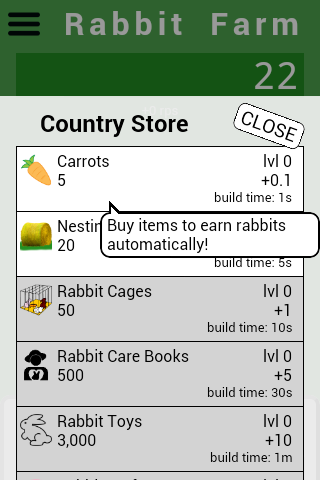 Rabbit Farm
22
Country Store
CLOSE
Carrots
lvl 0
5
+0.1
build time: 1s
Buy items to earn rabbits
automatically!
20
build time: 5s
Rabbit Cages
lvl 0
50
+1
build time: 10s
Rabbit Care Books
lvl 0
500
+5
build time: 30s
Rabbit Toys
lvl 0
3,000
+10
build time: 1m